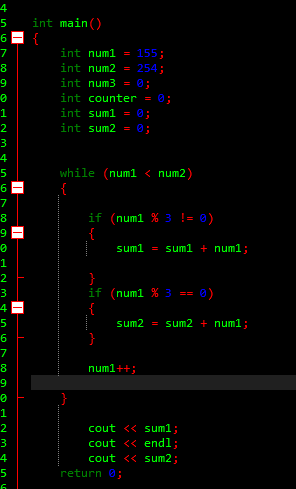 4
5 int main()
6 {
7 int num1 = 155;
8 int num2 = 254;
9 int num3 = 0;
0 int counter = 0;
1 int sum1 = 0;
2 int sum2 = 0;
3
4
5 while (num1 < num2)
6 {
7
8 if (num1 % 3 != 0)
9 {
0 sum1 = sum1 + num1;
1
2 }
3 if (num1 % 3 == 0)
4 {
5 sum2 = sum2 + num1;
6 }
7
8 num1++;
9
0 }
1
2 cout << sum1;
3 cout << endl;
4 cout << sum2;
5 return 0;
6